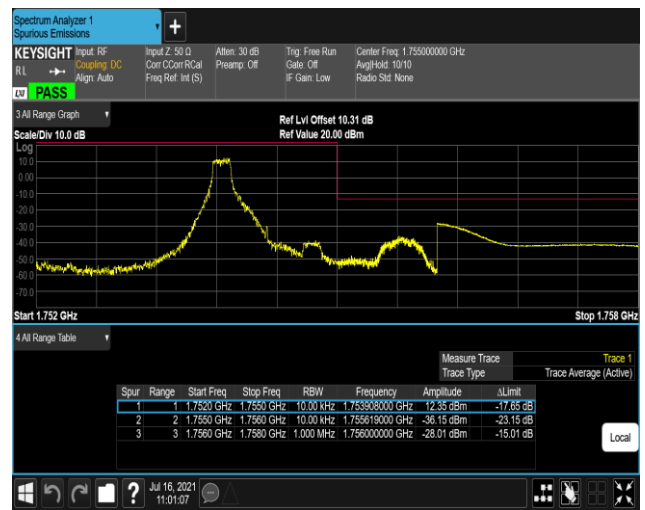 Spectrum Analyzer 1
Spurious Emissions
+
KEYSIGHT Input: RF Input Z: 50 Ω Atten: 30 dB Trig: Free Run Center Freq: 1.755000000 GHz
R L Coupling: DC Corr CCorr RCal Preamp: Off Gate: Off Avg|Hold: 10/10
Align: Auto Freq Ref: Int (S) IF Gain: Low Radio Std: None
LXI PASS
3 All Range Graph
Ref Lvl Offset 10.31 dB
Scale/Div 10.0 dB Ref Value 20.00 dBm
Log
10.0
0.00
-10.0
-20.0
-30.0
-40.0
-50.0
-60.0
-70.0
Start 1.752 GHz Stop 1.758 GHz
4 All Range Table
Measure Trace Trace 1
Trace Type Trace Average (Active)
Spur Range Start Freq Stop Freq RBW Frequency Amplitude ΔLimit
1 1 1.7520 GHz 1.7550 GHz 10.00 kHz 1.753908000 GHz 12.35 dBm -17.65 dB
2 2 1.7550 GHz 1.7560 GHz 10.00 kHz 1.755619000 GHz -36.15 dBm -23.15 dB
3 3 1.7560 GHz 1.7580 GHz 1.000 MHz 1.756000000 GHz -28.01 dBm -15.01 dB
Local
? Jul 16, 2021
11:01:07